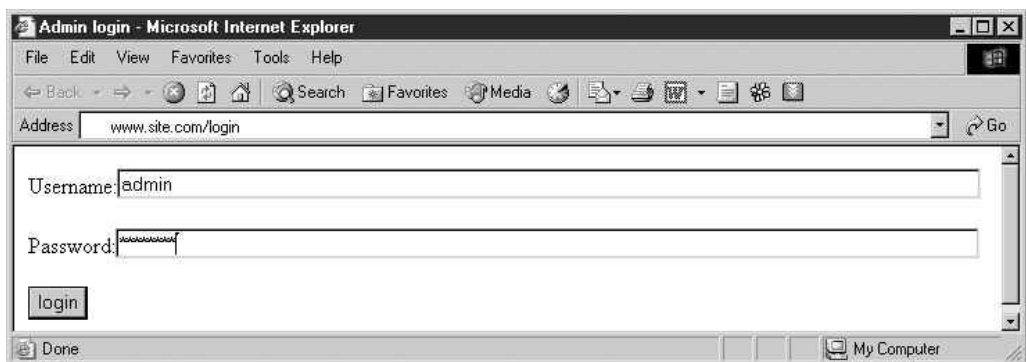 Admin login - Microsoft Internet Explorer
File Edit View Favorites Tools Help
Back Search Favorites Media
Address www.site.com/login Go
Username: admin
Password: *********
login
Done My Computer